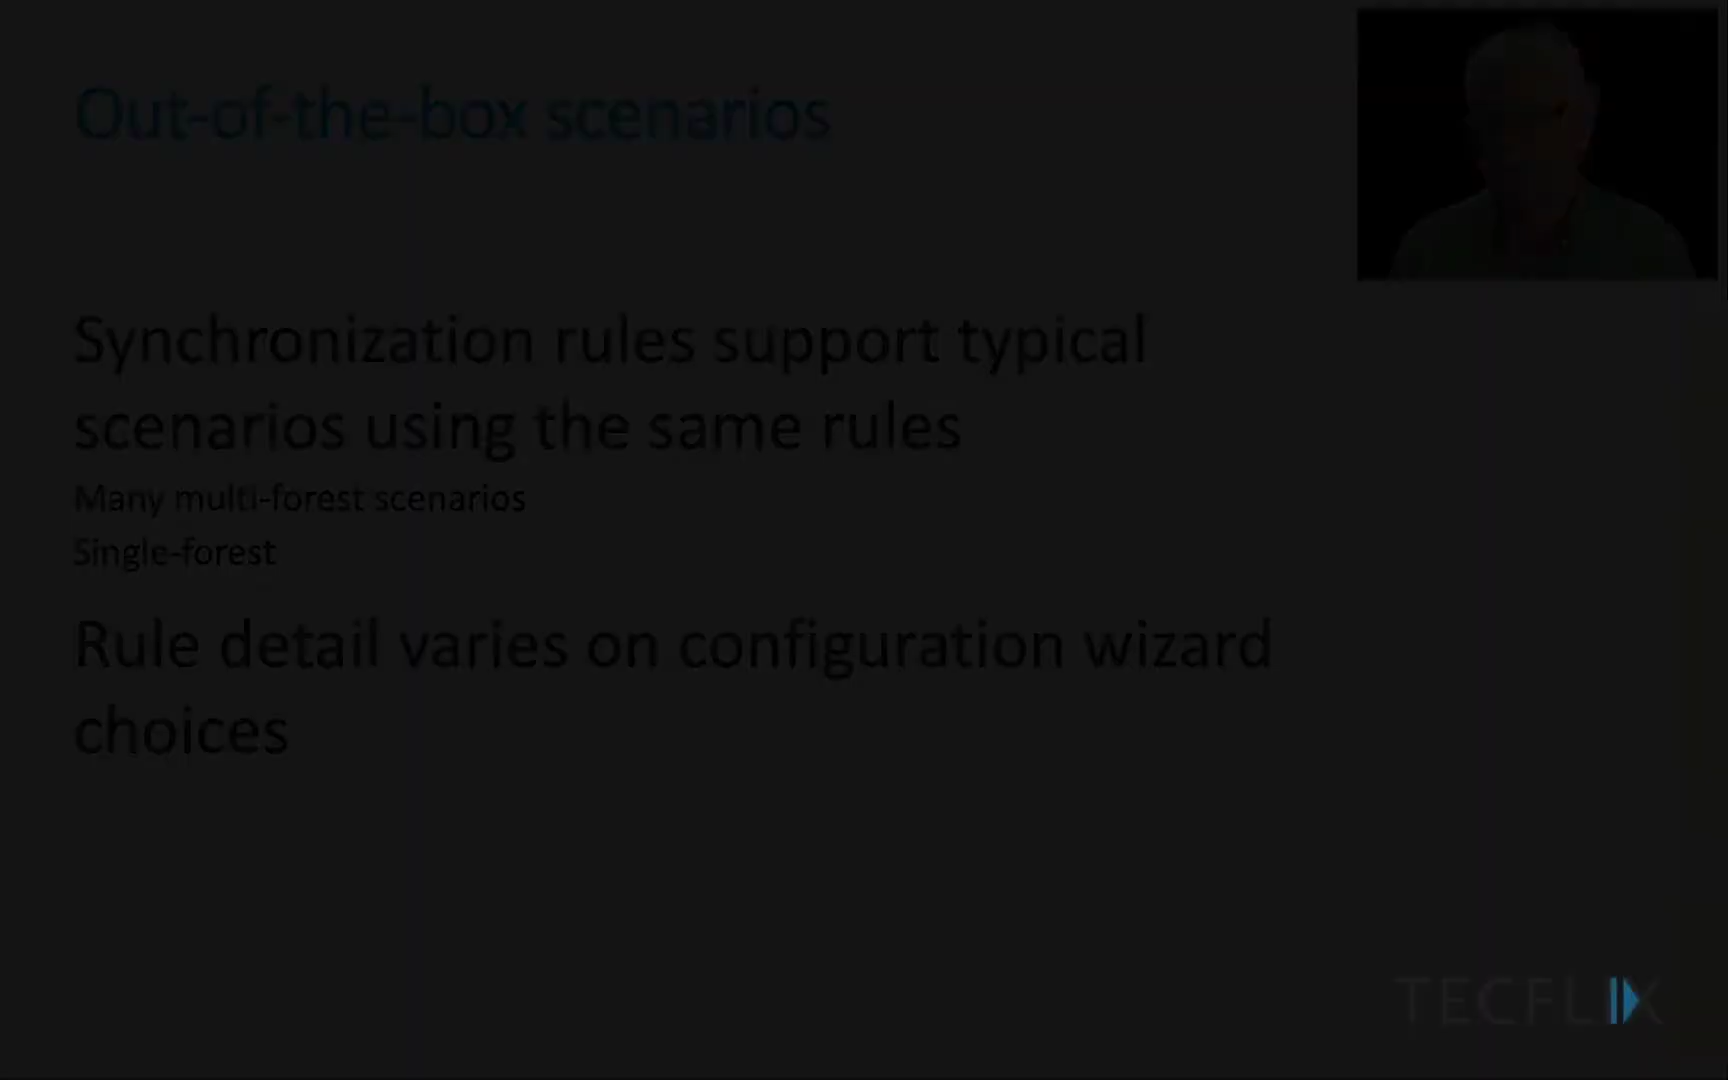 Out-of-the-box scenarios
Synchronization rules support typical
scenarios using the same rules
Many multi-forest scenarios
Single-forest
Rule detail varies on configuration wizard
choices
TECFLIX